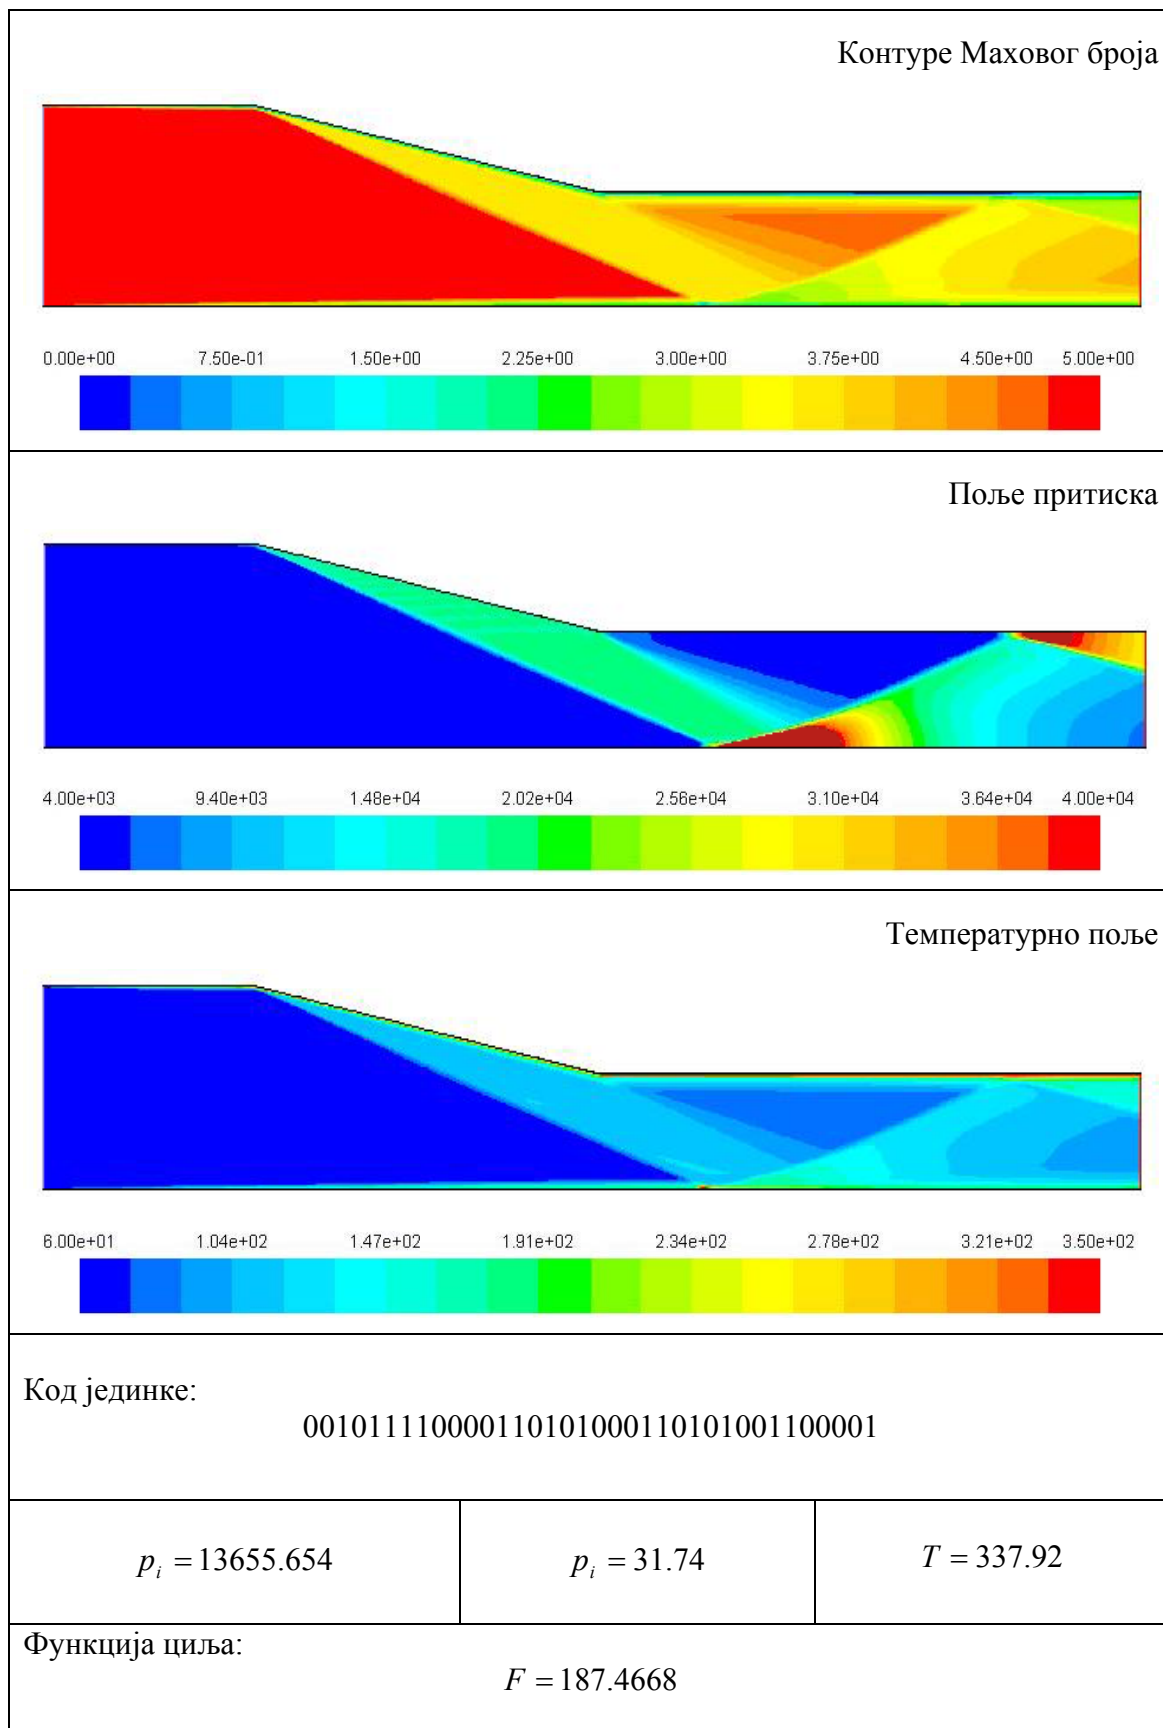 Контуре Маховог броја
0.00e+00 7.50e-01 1.50e+00 2.25e+00 3.00e+00 3.75e+00 4.50e+00 5.00e+00
Поље притиска
4.00e+03 9.40e+03 1.48e+04 2.02e+04 2.56e+04 3.10e+04 3.64e+04 4.00e+04
Температурно поље
6.00e+01 1.04e+02 1.47e+02 1.91e+02 2.34e+02 2.78e+02 3.21e+02 3.50e+02
Код јединке:
001011110000110101000110101001100001
p_i = 13655.654 p_i = 31.74 T = 337.92
Функција циља:
F = 187.4668